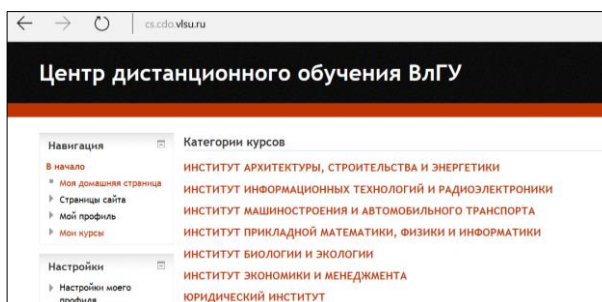 cs.cdo.vlsu.ru
Центр дистанционного обучения ВлГУ
Навигация
В начало
Моя домашняя страница
Страницы сайта
Мой профиль
Мои курсы
Настройки
Настройки моего
профиля
Категории курсов
ИНСТИТУТ АРХИТЕКТУРЫ, СТРОИТЕЛЬСТВА И ЭНЕРГЕТИКИ
ИНСТИТУТ ИНФОРМАЦИОННЫХ ТЕХНОЛОГИЙ И РАДИОЭЛЕКТРОНИКИ
ИНСТИТУТ МАШИНОСТРОЕНИЯ И АВТОМОБИЛЬНОГО ТРАНСПОРТА
ИНСТИТУТ ПРИКЛАДНОЙ МАТЕМАТИКИ, ФИЗИКИ И ИНФОРМАТИКИ
ИНСТИТУТ БИОЛОГИИ И ЭКОЛОГИИ
ИНСТИТУТ ЭКОНОМИКИ И МЕНЕДЖМЕНТА
ЮРИДИЧЕСКИЙ ИНСТИТУТ